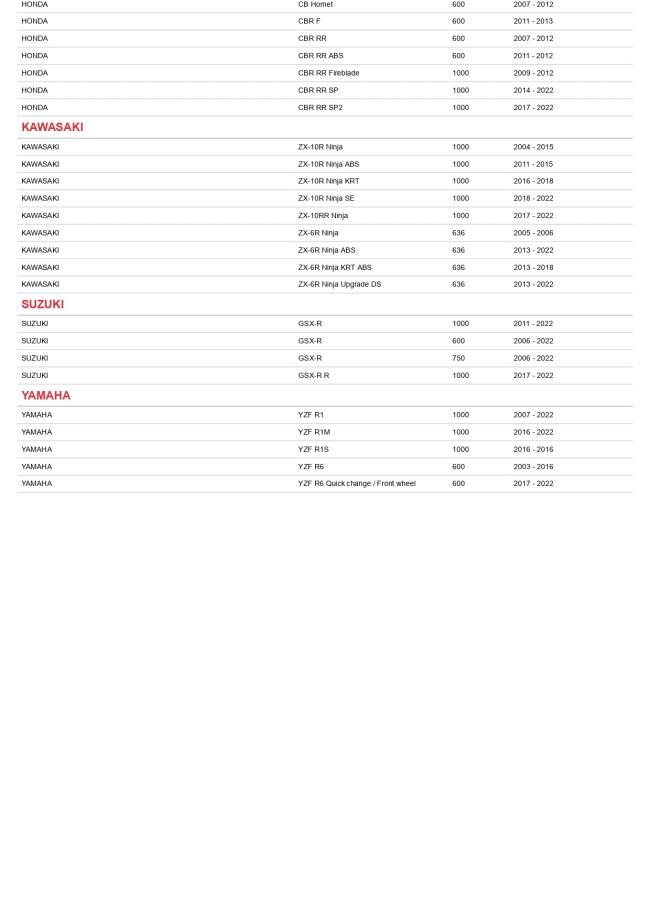 HONDA CB Hornet 600 2007 - 2012
HONDA CBR F 600 2011 - 2013
HONDA CBR RR 600 2007 - 2012
HONDA CBR RR ABS 600 2011 - 2012
HONDA CBR RR Fireblade 1000 2009 - 2012
HONDA CBR RR SP 1000 2014 - 2022
HONDA CBR RR SP2 1000 2017 - 2022
KAWASAKI
KAWASAKI ZX-10R Ninja 1000 2004 - 2015
KAWASAKI ZX-10R Ninja ABS 1000 2011 - 2015
KAWASAKI ZX-10R Ninja KRT 1000 2016 - 2018
KAWASAKI ZX-10R Ninja SE 1000 2018 - 2022
KAWASAKI ZX-10RR Ninja 1000 2017 - 2022
KAWASAKI ZX-6R Ninja 636 2005 - 2006
KAWASAKI ZX-6R Ninja ABS 636 2013 - 2022
KAWASAKI ZX-6R Ninja KRT ABS 636 2013 - 2018
KAWASAKI ZX-6R Ninja Upgrade DS 636 2013 - 2022
SUZUKI
SUZUKI GSX-R 1000 2011 - 2022
SUZUKI GSX-R 600 2006 - 2022
SUZUKI GSX-R 750 2006 - 2022
SUZUKI GSX-R R 1000 2017 - 2022
YAMAHA
YAMAHA YZF R1 1000 2007 - 2022
YAMAHA YZF R1M 1000 2016 - 2022
YAMAHA YZF R1S 1000 2016 - 2016
YAMAHA YZF R6 600 2003 - 2016
YAMAHA YZF R6 Quick change / Front wheel 600 2017 - 2022